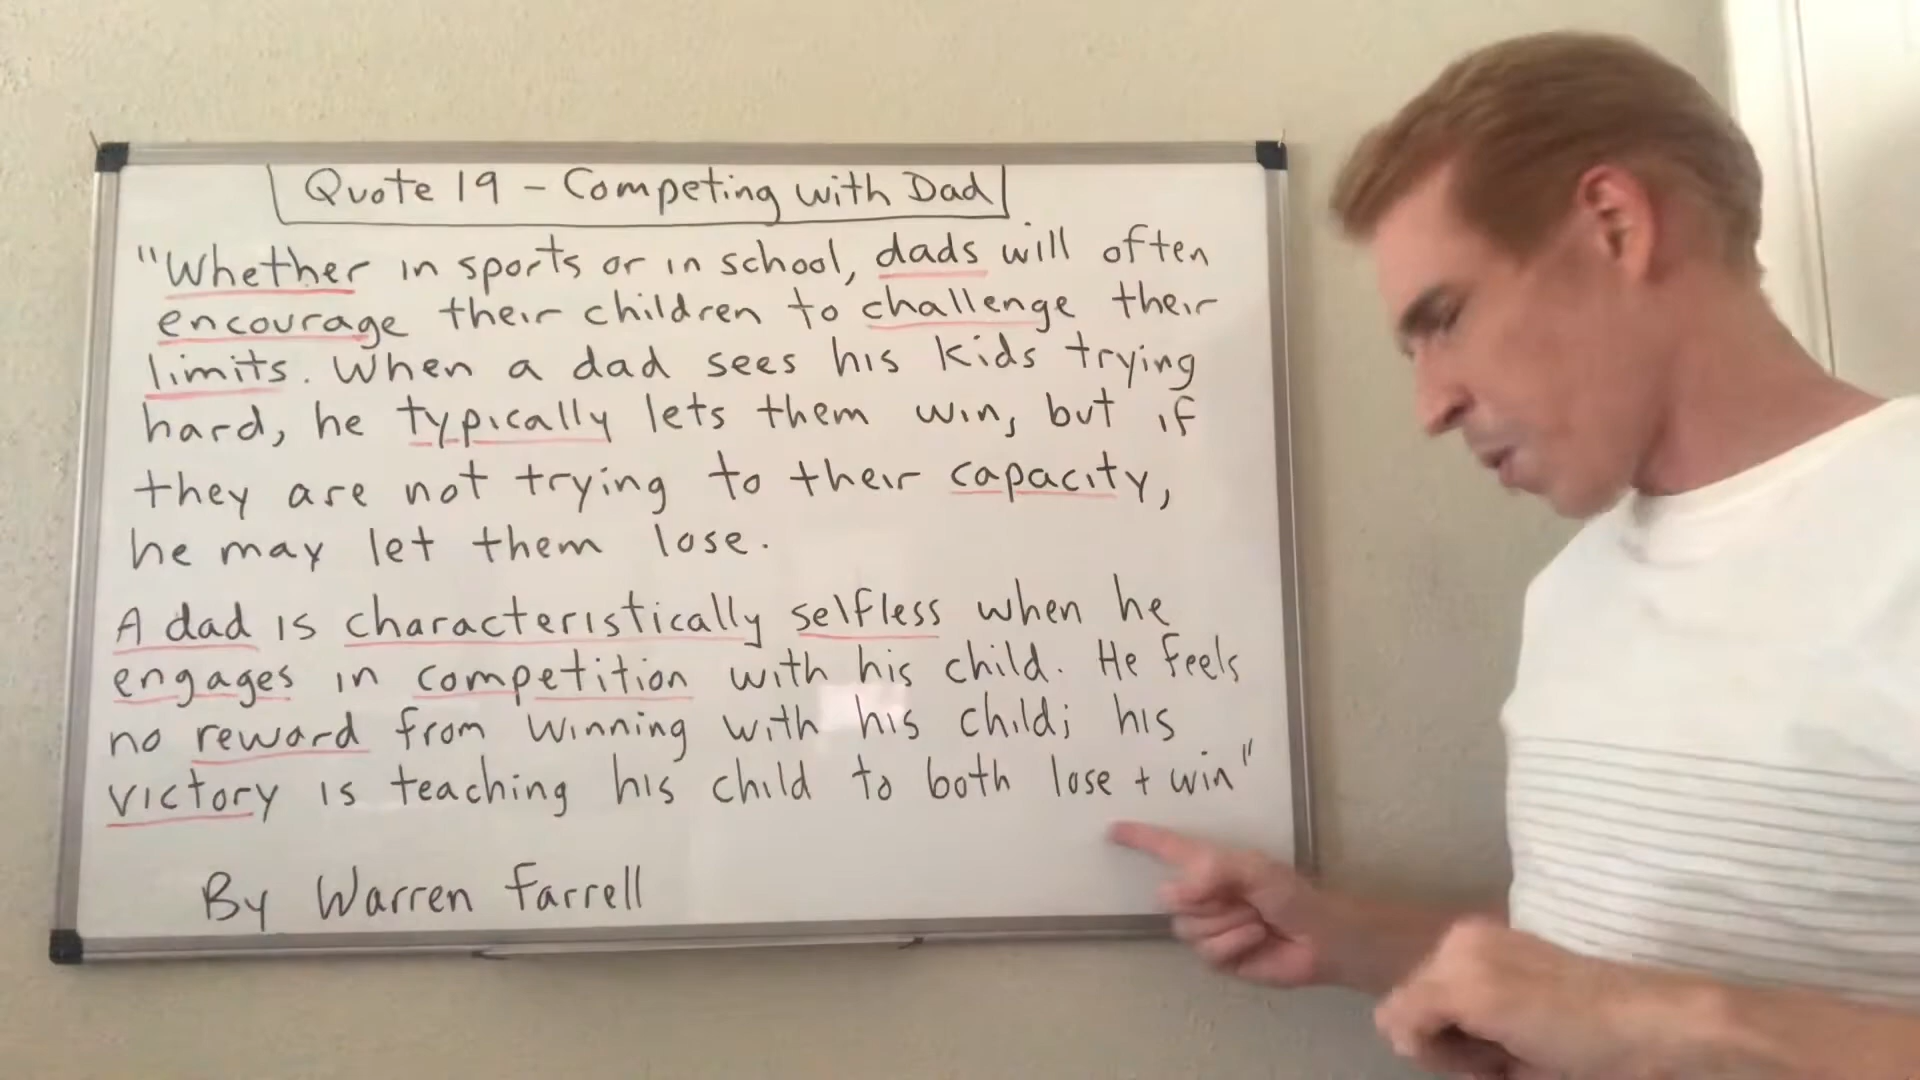 Quote 19 - Competing with Dad
"Whether in sports or in school, dads will often
encourage their children to challenge their
limits. When a dad sees his kids trying
hard, he typically lets them win, but if
they are not trying to their capacity,
he may let them lose.
A dad is characteristically selfless when he
engages in competition with his child. He feels
no reward from winning with his child; his
victory is teaching his child to both lose + win"
By Warren Farrell